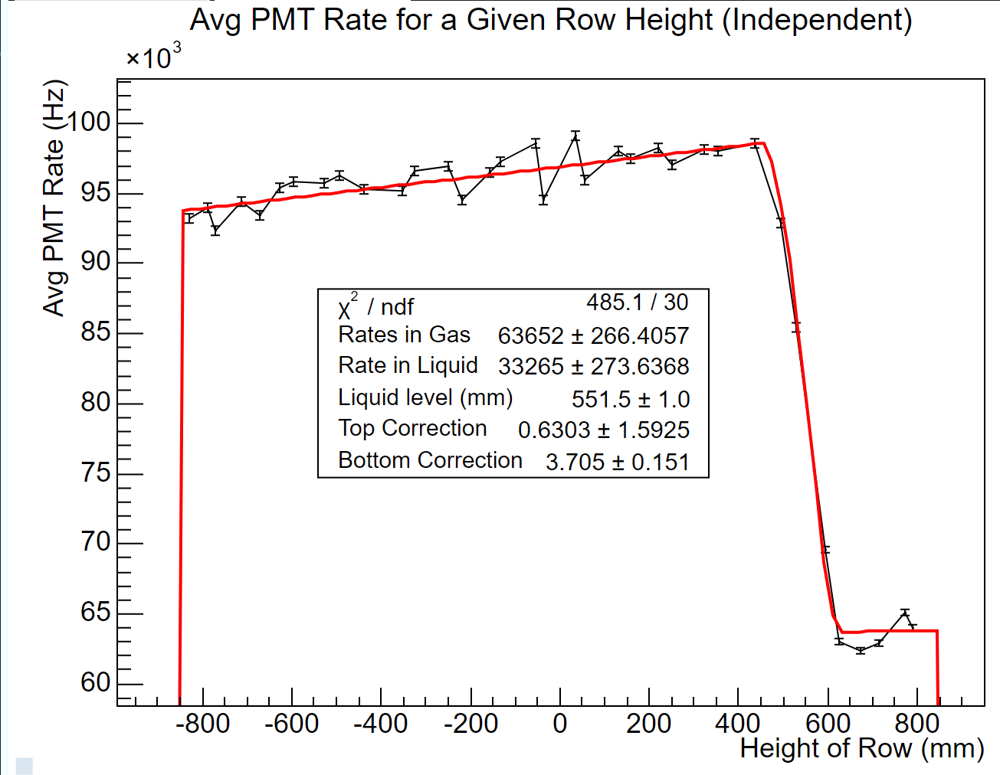 Avg PMT Rate for a Given Row Height (Independent)
×10³
Avg PMT Rate (Hz)
100
95
90
85
80
75
70
65
60
χ² / ndf 485.1 / 30
Rates in Gas 63652 ± 266.4057
Rate in Liquid 33265 ± 273.6368
Liquid level (mm) 551.5 ± 1.0
Top Correction 0.6303 ± 1.5925
Bottom Correction 3.705 ± 0.151
-800 -600 -400 -200 0 200 400 600 800
Height of Row (mm)